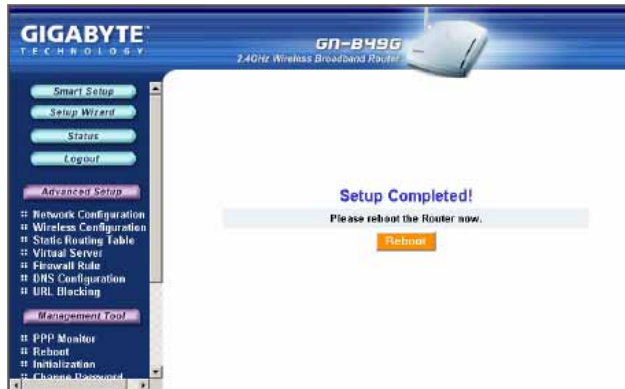 GIGABYTE
TECHNOLOGY
GN-B49G
2.4GHz Wireless Broadband Router
Smart Setup
Setup Wizard
Status
Logout
Advanced Setup
Network Configuration
Wireless Configuration
Static Routing Table
Virtual Server
Firewall Rule
DNS Configuration
URL Blocking
Management Tool
PPP Monitor
Reboot
Initialization
Change Password
Setup Completed!
Please reboot the Router now.
Reboot